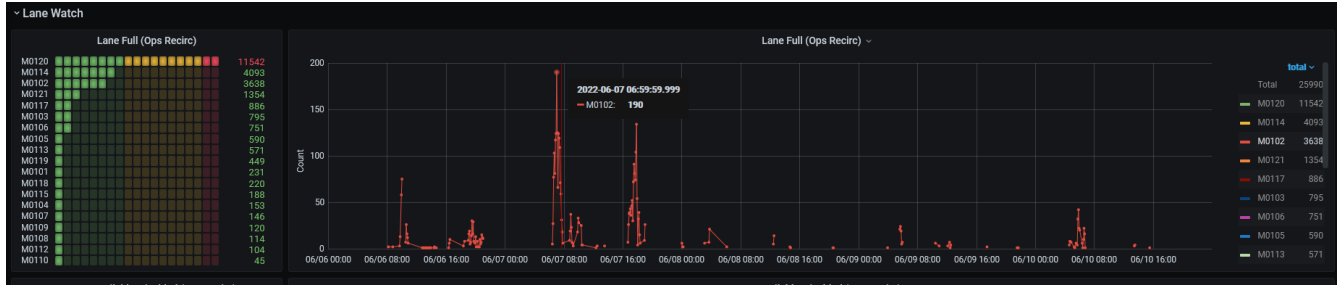 Lane Watch
Lane Full (Ops Recirc)
M0120 11542
M0114 4093
M0102 3638
M0121 1354
M0117 886
M0103 795
M0106 751
M0105 590
M0113 571
M0119 449
M0101 231
M0118 220
M0115 188
M0104 153
M0107 146
M0109 120
M0108 114
M0112 104
M0110 45
Lane Full (Ops Recirc)
Count
200
150
100
50
0
2022-06-07 06:59:59.999
M0102: 190
06/06 00:00 06/06 08:00 06/06 16:00 06/07 00:00 06/07 08:00 06/07 16:00 06/08 00:00 06/08 08:00 06/08 16:00 06/09 00:00 06/09 08:00 06/09 16:00 06/10 00:00 06/10 08:00 06/10 16:00
total
Total 25990
M0120 11542
M0114 4093
M0102 3638
M0121 1354
M0117 886
M0103 795
M0106 751
M0105 590
M0113 571